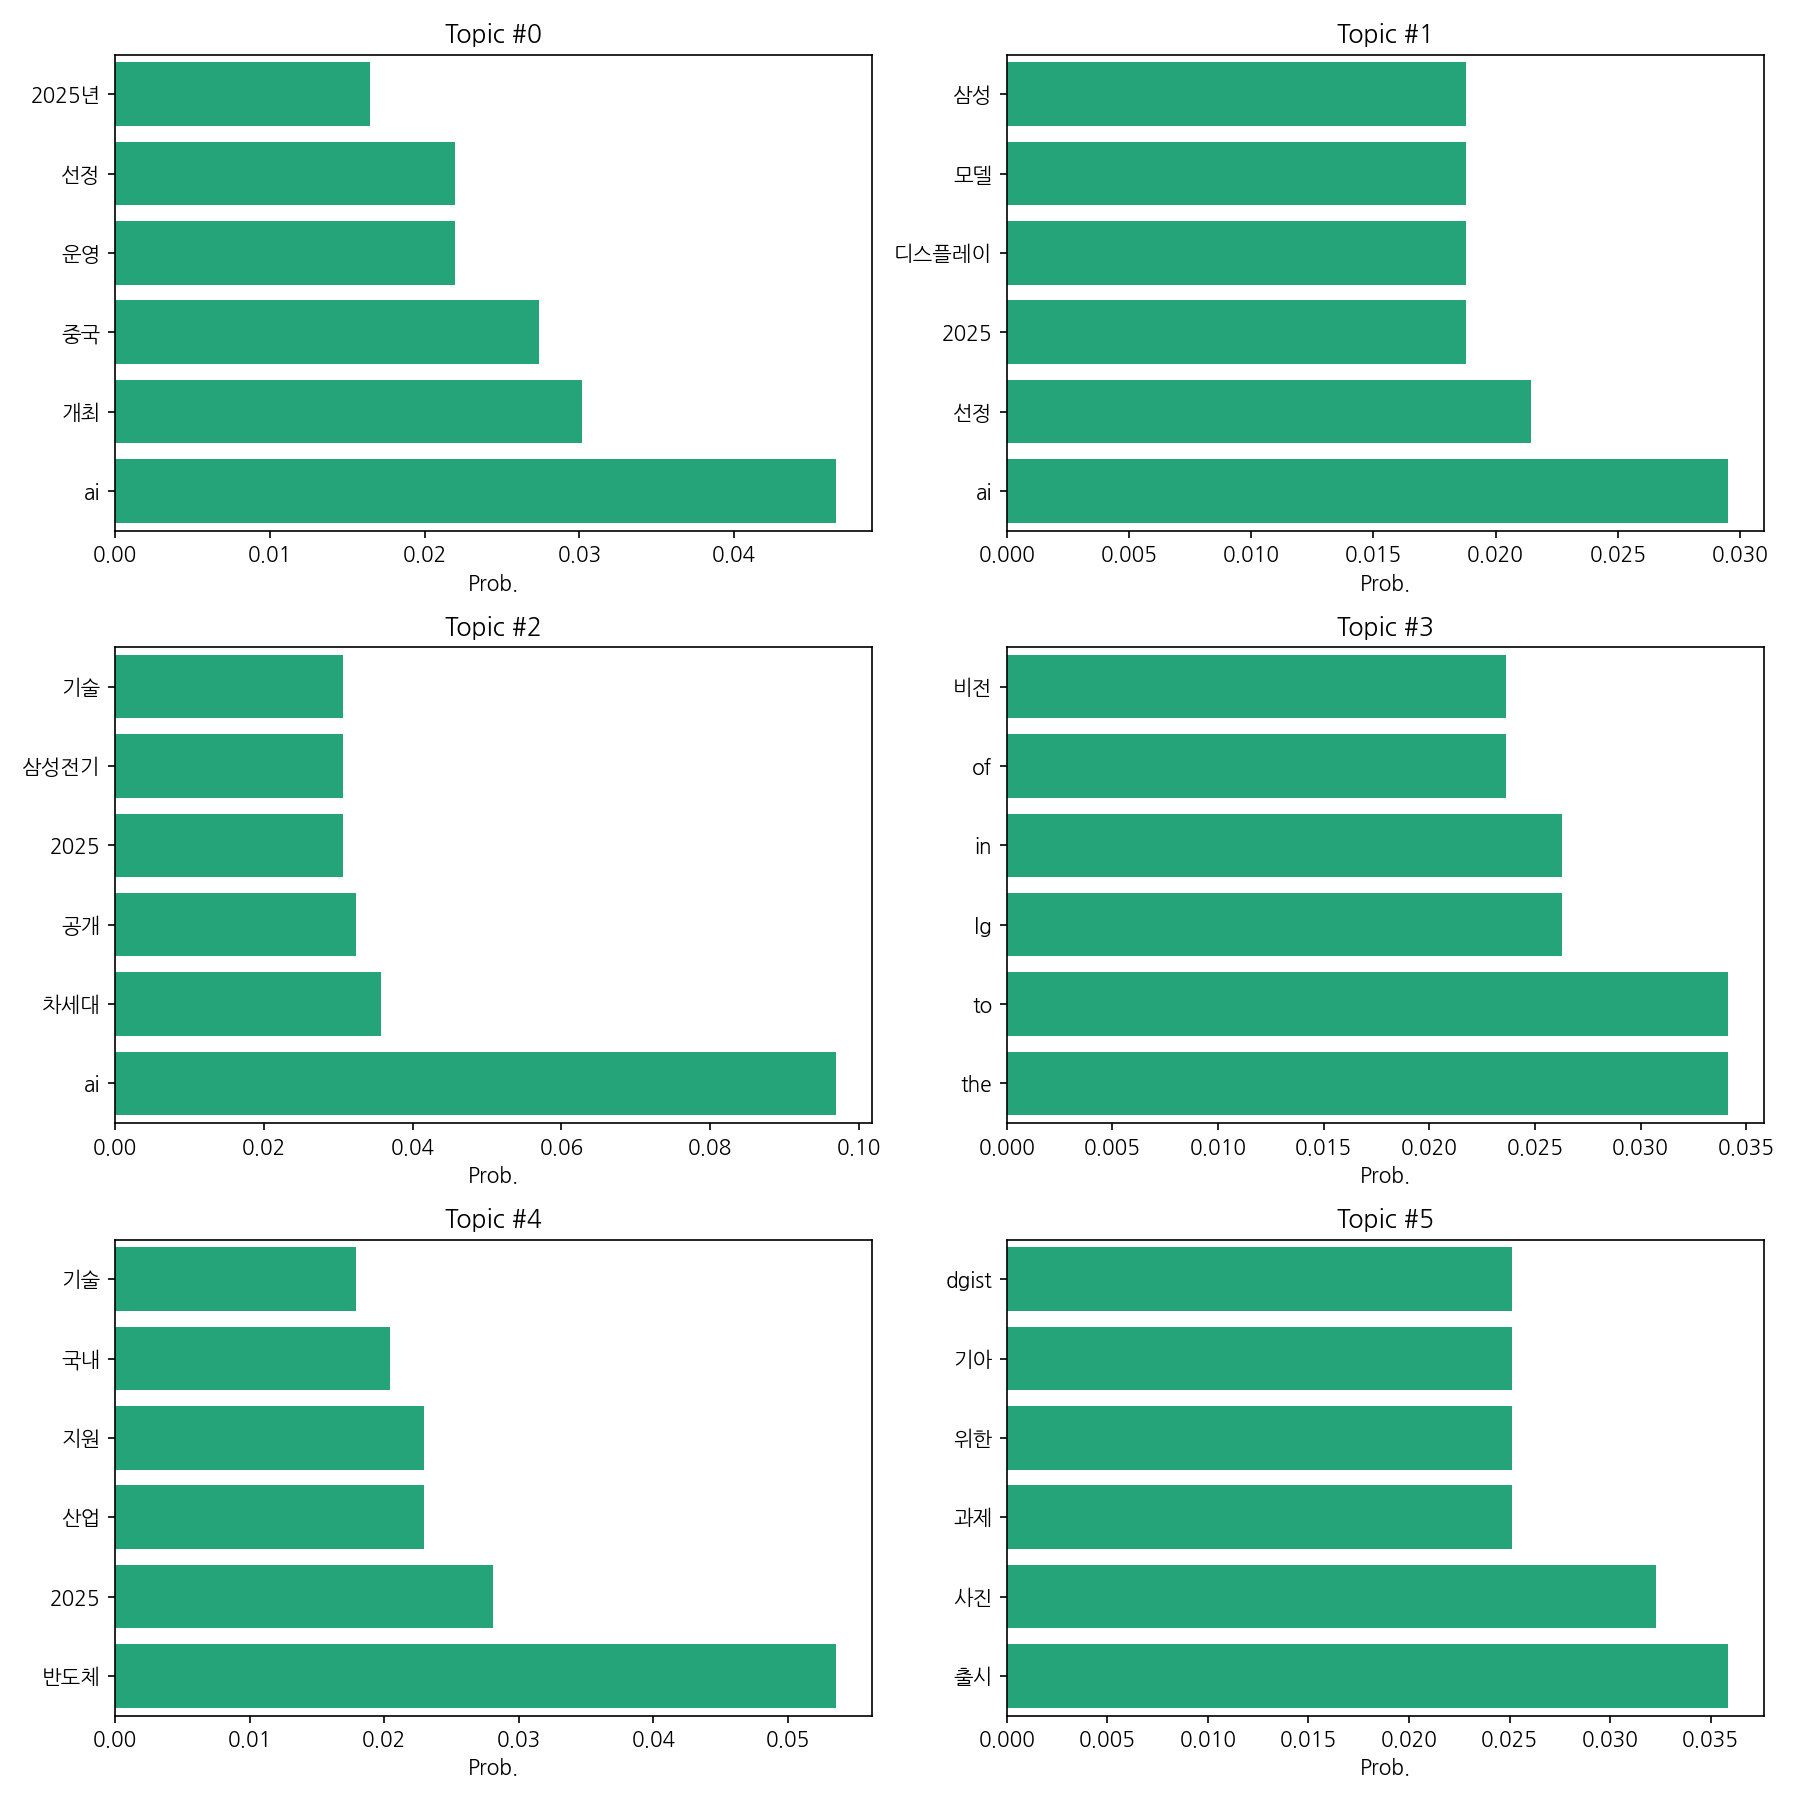 Topic #0
2025년
선정
운영
중국
개최
ai
0.00 0.01 0.02 0.03 0.04
Prob.
Topic #1
삼성
모델
디스플레이
2025
선정
ai
0.000 0.005 0.010 0.015 0.020 0.025 0.030
Prob.
Topic #2
기술
삼성전기
2025
공개
차세대
ai
0.00 0.02 0.04 0.06 0.08 0.10
Prob.
Topic #3
비전
of
in
lg
to
the
0.000 0.005 0.010 0.015 0.020 0.025 0.030 0.035
Prob.
Topic #4
기술
국내
지원
산업
2025
반도체
0.00 0.01 0.02 0.03 0.04 0.05
Prob.
Topic #5
dgist
기아
위한
과제
사진
출시
0.000 0.005 0.010 0.015 0.020 0.025 0.030 0.035
Prob.